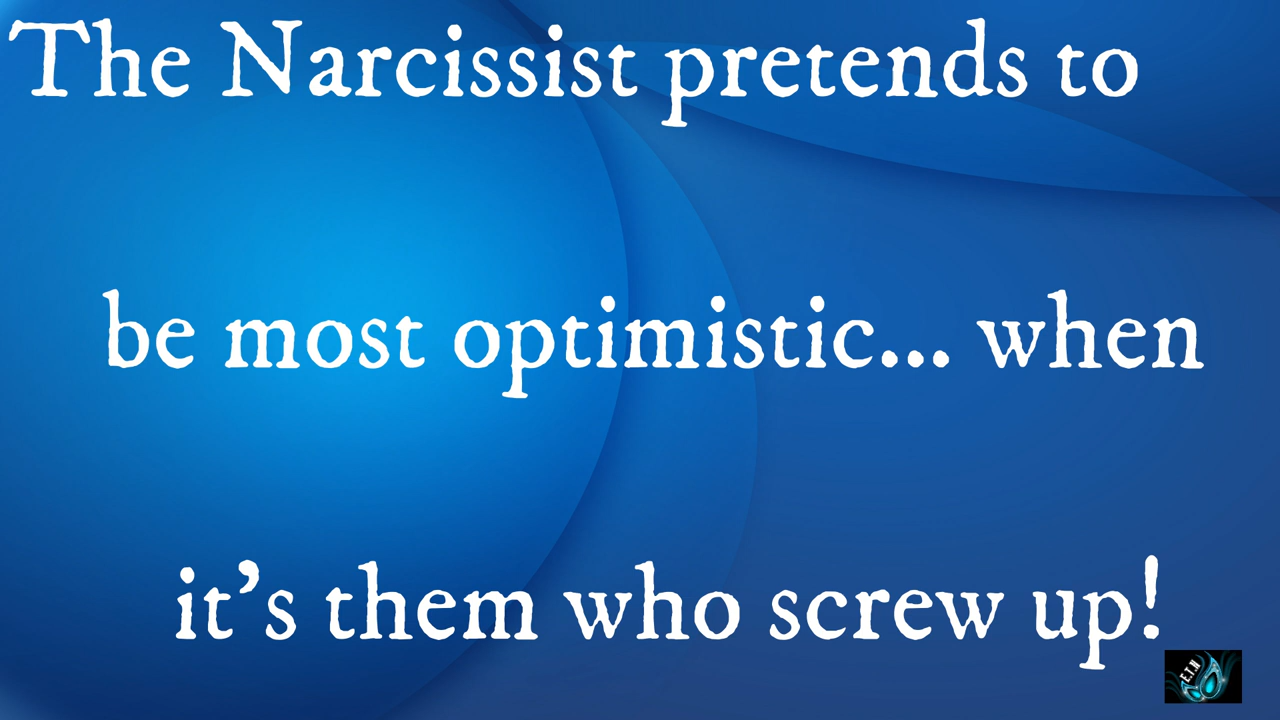 The Narcissist pretends to
be most optimistic... when
it's them who screw up!
E.T.N